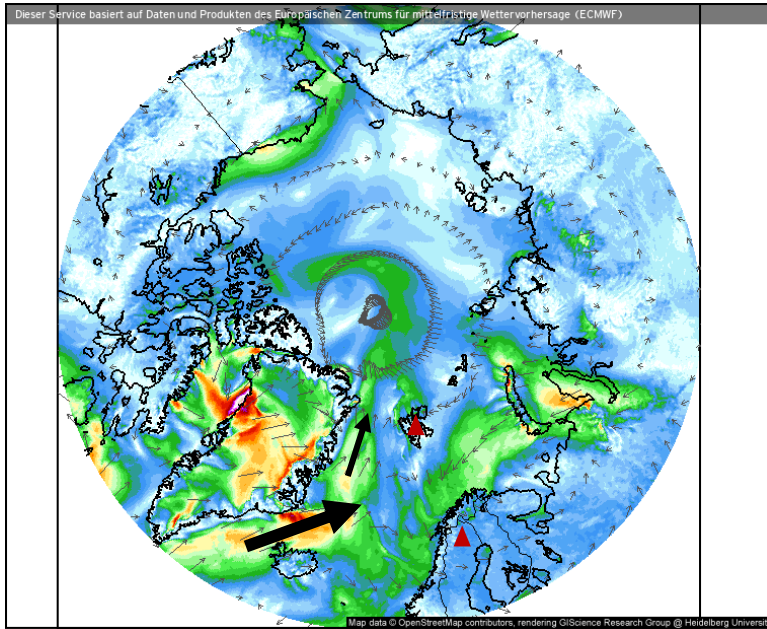 Dieser Service basiert auf Daten und Produkten des Europäischen Zentrums für mittelfristige Wettervorhersage (ECMWF)
Map data © OpenStreetMap contributors, rendering GIScience Research Group @ Heidelberg Universit